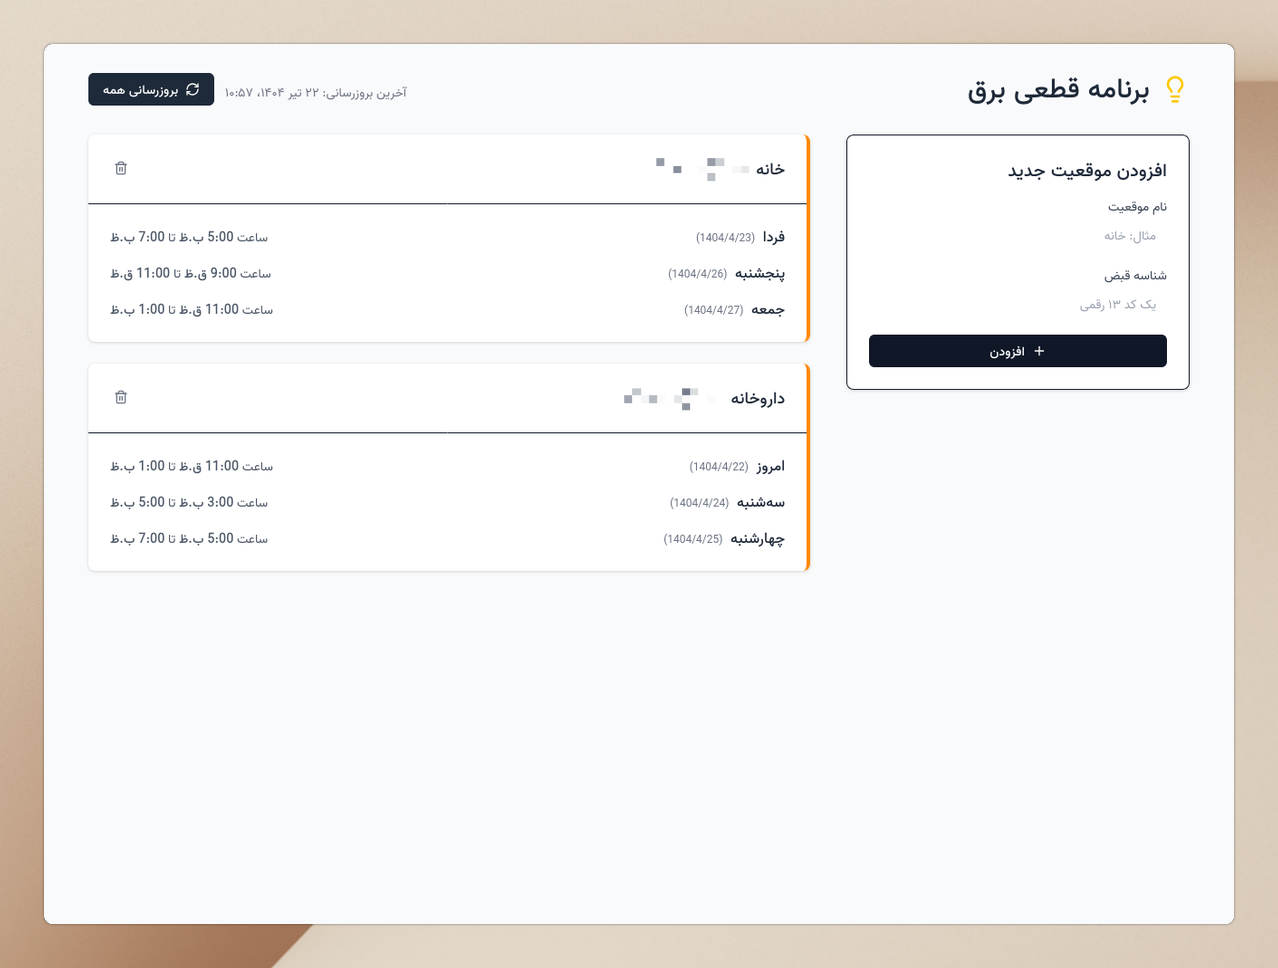 برنامه قطعی برق
آخرین بروزرسانی: ۲۲ تیر ۱۴۰۴، ۱۰:۵۷
بروزرسانی همه
افزودن موقعیت جدید
نام موقعیت
مثال: خانه
شناسه قبض
یک کد ۱۳ رقمی
افزودن
خانه
فردا (1404/4/23) ساعت 5:00 ب.ظ تا 7:00 ب.ظ
پنجشنبه (1404/4/26) ساعت 9:00 ق.ظ تا 11:00 ق.ظ
جمعه (1404/4/27) ساعت 11:00 ق.ظ تا 1:00 ب.ظ
داروخانه
امروز (1404/4/22) ساعت 11:00 ق.ظ تا 1:00 ب.ظ
سه‌شنبه (1404/4/24) ساعت 3:00 ب.ظ تا 5:00 ب.ظ
چهارشنبه (1404/4/25) ساعت 5:00 ب.ظ تا 7:00 ب.ظ